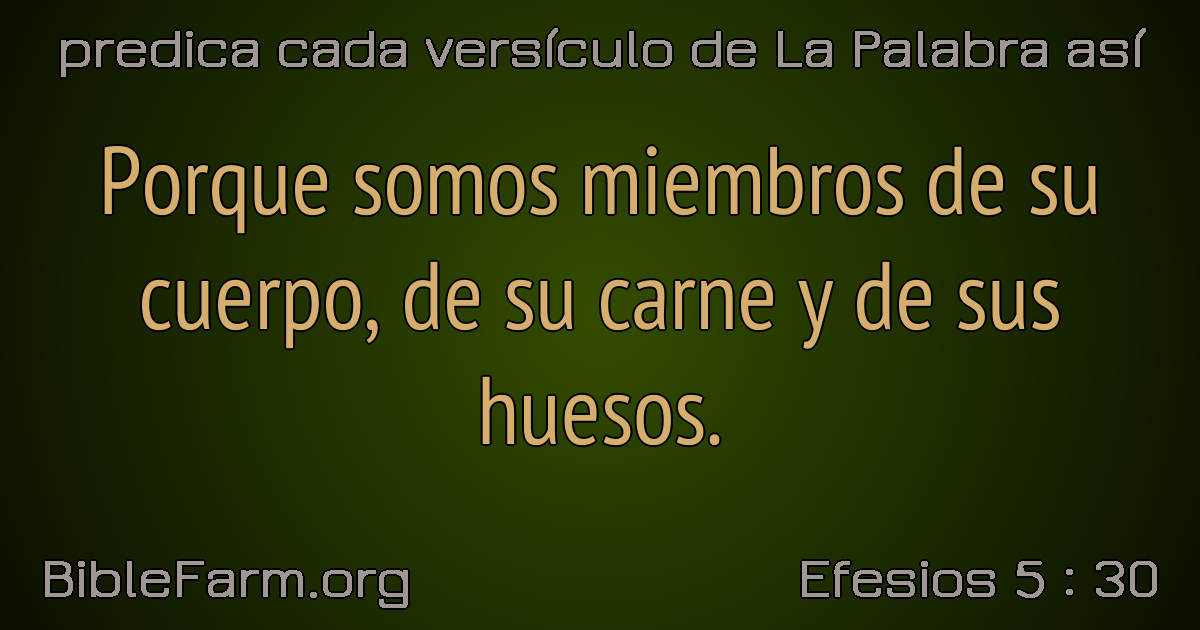 predica cada versículo de La Palabra así
Porque somos miembros de su
cuerpo, de su carne y de sus
huesos.
BibleFarm.org
Efesios 5 : 30